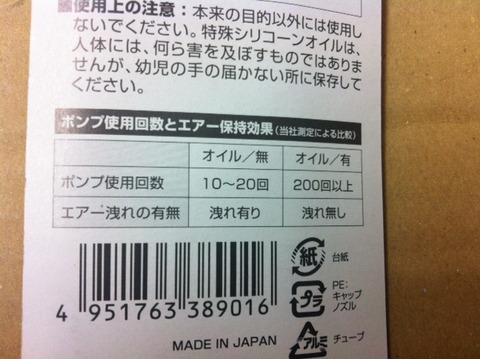 使用上の注意：本来の目的以外には使用し
ないでください。特殊シリコーンオイルは、
人体には、何ら害を及ぼすものではありま
せんが、幼児の手の届かない所に保存して
ください。
ポンプ使用回数とエアー保持効果(当社測定による比較)
オイル／無 オイル／有
ポンプ使用回数 10〜20回 200回以上
エアー洩れの有無 洩れ有り 洩れ無し
4 951763 389016
MADE IN JAPAN
紙 台紙
プラ PE:
キャップ
ノズル
アルミ チューブ